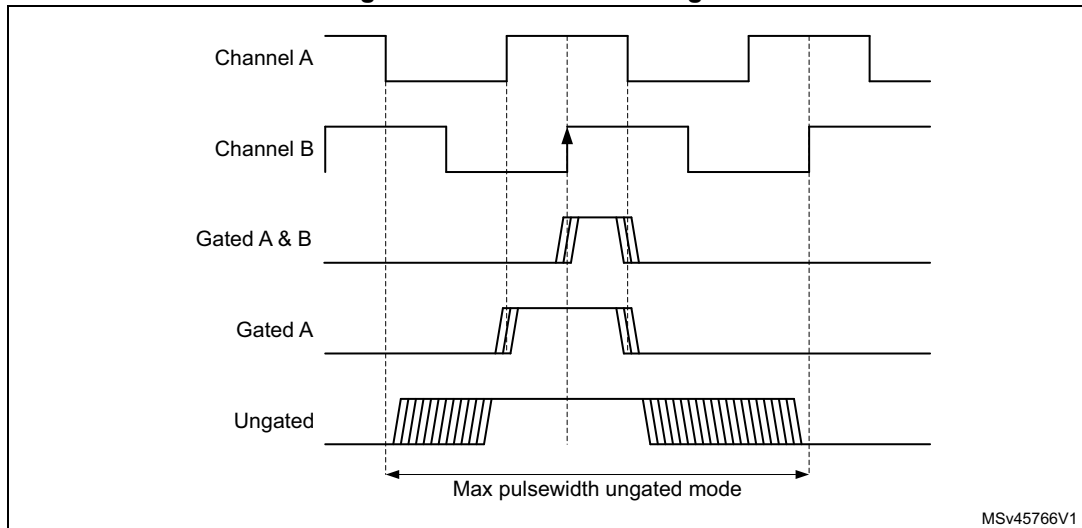 Channel A
Channel B
Gated A & B
Gated A
Ungated
Max pulsewidth ungated mode
MSv45766V1